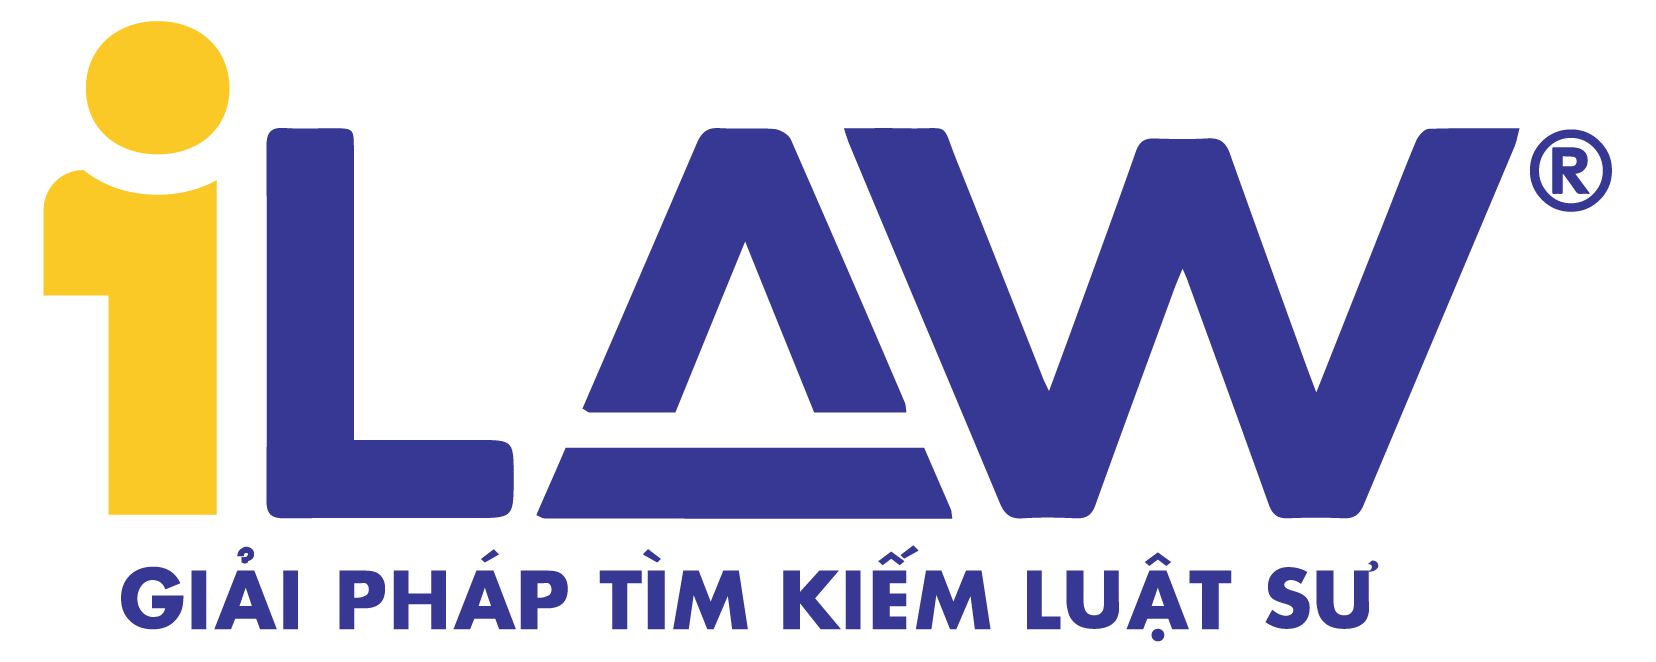 iLAW®
GIẢI PHÁP TÌM KIẾM LUẬT SƯ